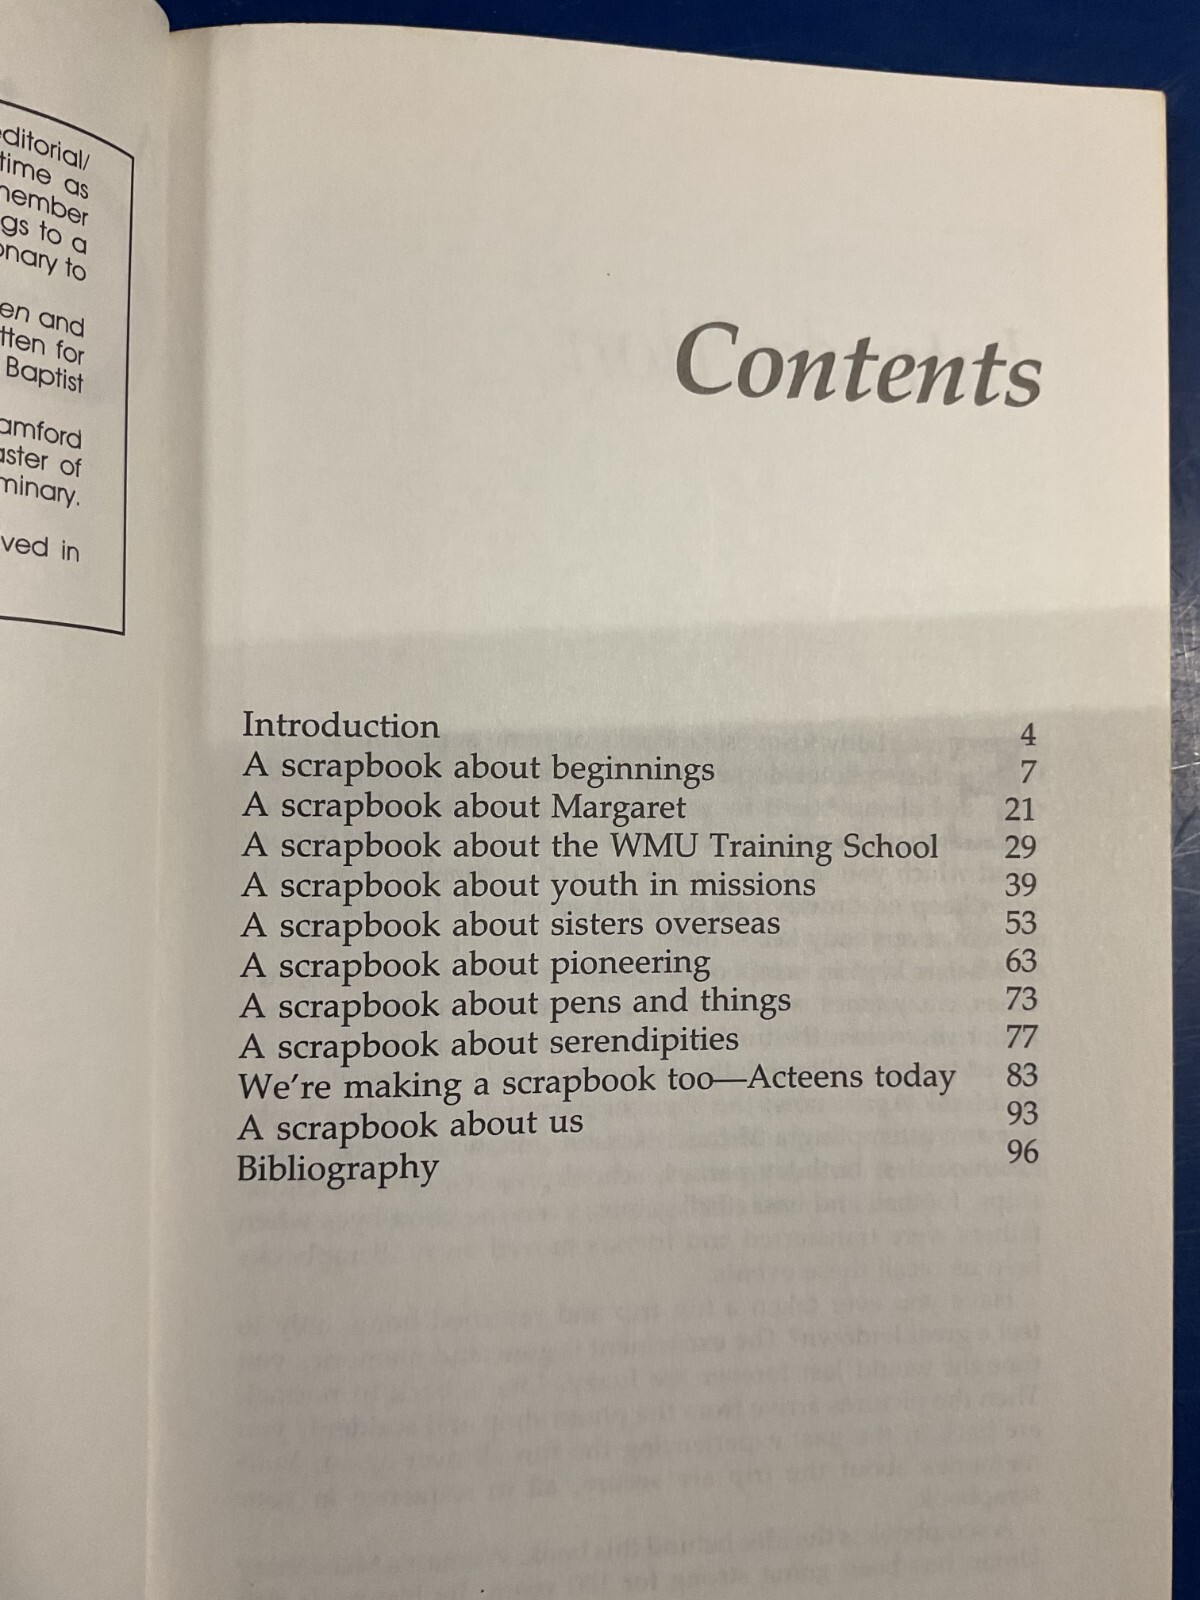 editorial/
time as
member
gs to a
onary to
en and
tten for
Baptist
amford
aster of
minary.
ved in
Contents
Introduction 4
A scrapbook about beginnings 7
A scrapbook about Margaret 21
A scrapbook about the WMU Training School 29
A scrapbook about youth in missions 39
A scrapbook about sisters overseas 53
A scrapbook about pioneering 63
A scrapbook about pens and things 73
A scrapbook about serendipities 77
We're making a scrapbook too—Acteens today 83
A scrapbook about us 93
Bibliography 96